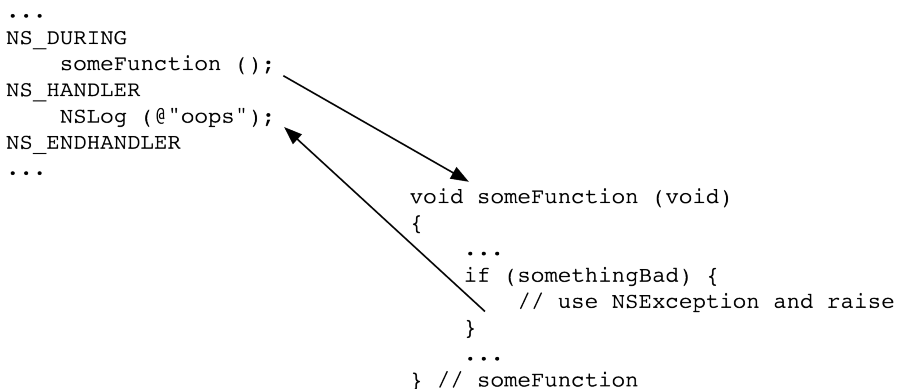 ...
NS_DURING
    someFunction ();
NS_HANDLER
    NSLog (@"oops");
NS_ENDHANDLER
...
void someFunction (void)
{
    ...
    if (somethingBad) {
        // use NSException and raise
    }
    ...
} // someFunction